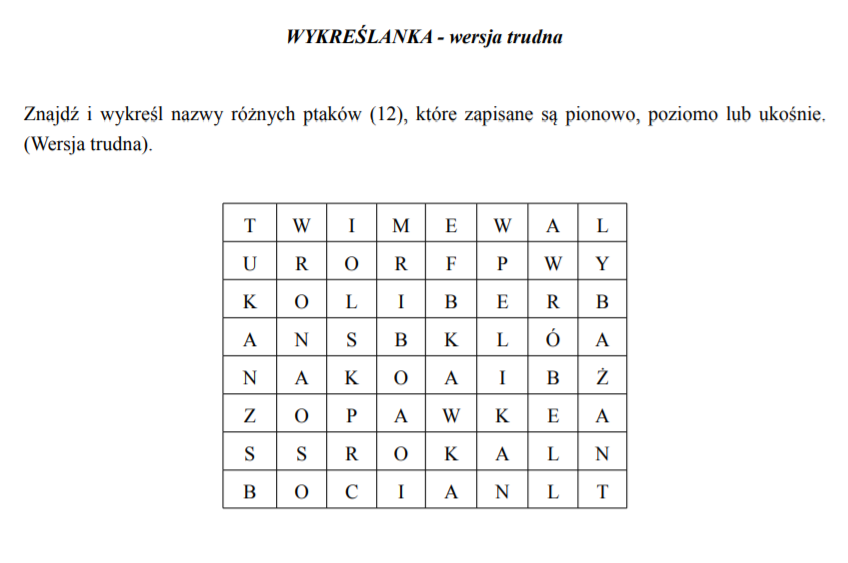 WYKREŚLANKA - wersja trudna
Znajdź i wykreśl nazwy różnych ptaków (12), które zapisane są pionowo, poziomo lub ukośnie.
(Wersja trudna).
T W I M E W A L
U R O R F P W Y
K O L I B E R B
A N S B K L Ó A
N A K O A I B Ż
Z O P A W K E A
S S R O K A L N
B O C I A N L T